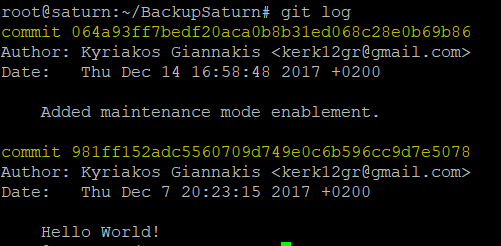 root@saturn:~/BackupSaturn# git log
commit 064a93ff7bedf20aca0b8b31ed068c28e0b69b86
Author: Kyriakos Giannakis <kerk12gr@gmail.com>
Date:   Thu Dec 14 16:58:48 2017 +0200
Added maintenance mode enablement.
commit 981ff152adc5560709d749e0c6b596cc9d7e5078
Author: Kyriakos Giannakis <kerk12gr@gmail.com>
Date:   Thu Dec 7 20:23:15 2017 +0200
Hello World!